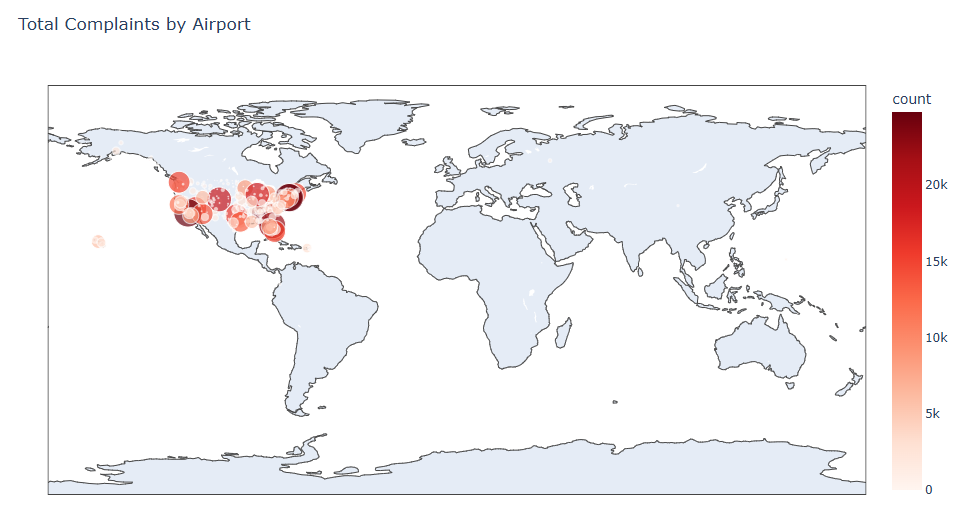 Total Complaints by Airport
count
20k
15k
10k
5k
0